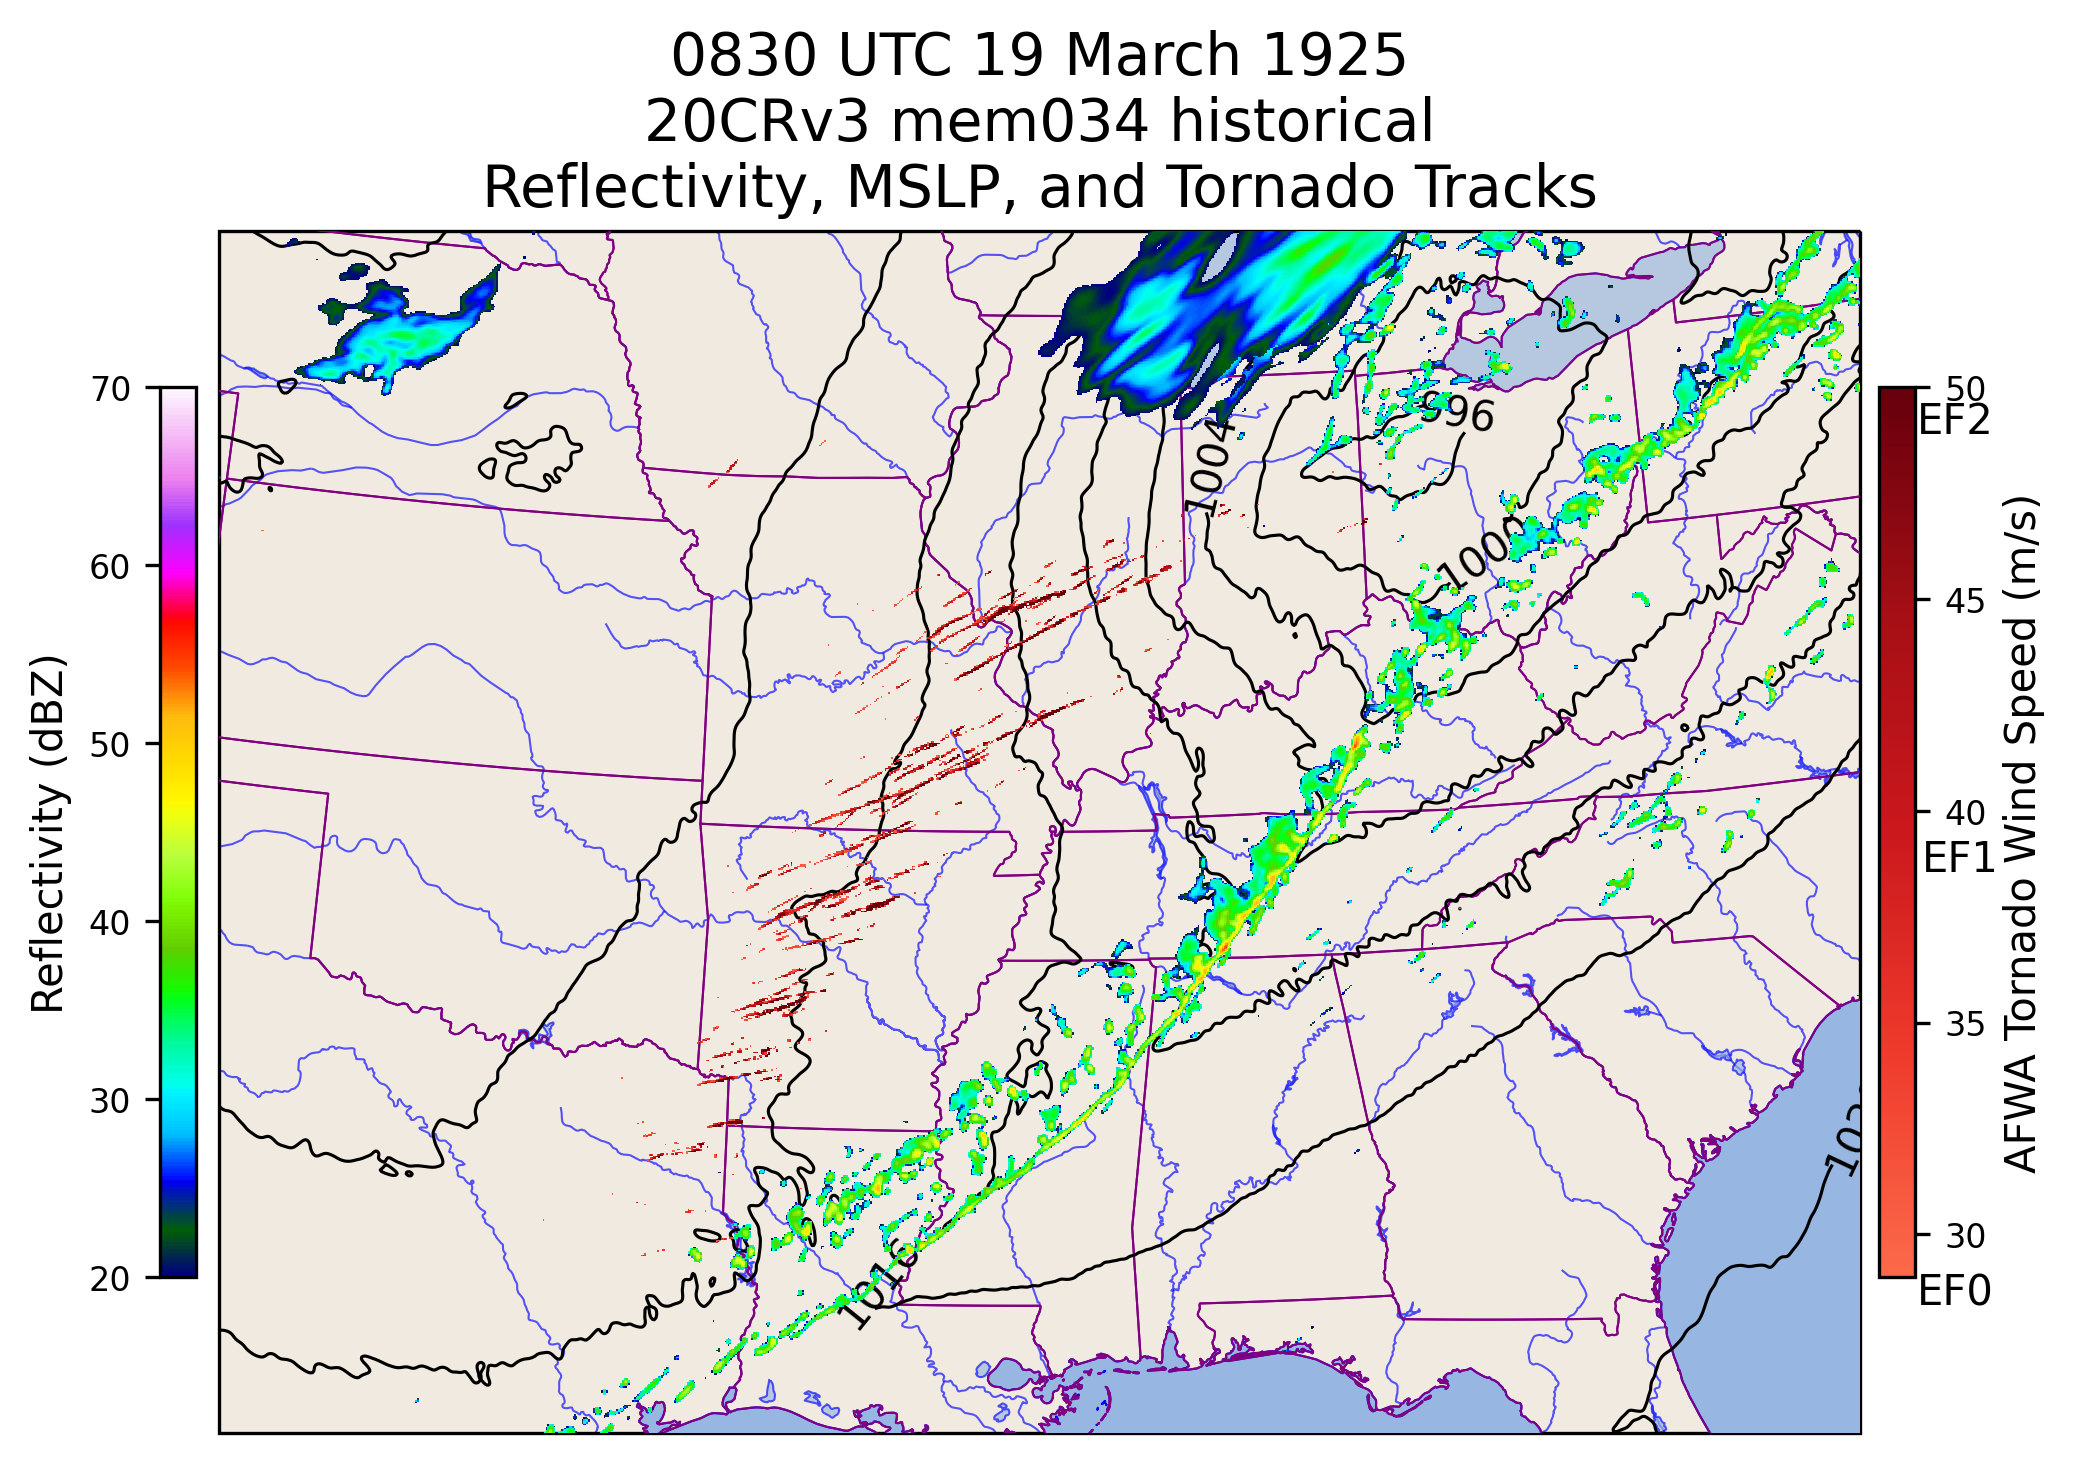 0830 UTC 19 March 1925
20CRv3 mem034 historical
Reflectivity, MSLP, and Tornado Tracks
70
60
50
40
30
20
Reflectivity (dBZ)
996
1004
1000
1016
50
EF2
45
40
EF1
35
30
EF0
AFWA Tornado Wind Speed (m/s)